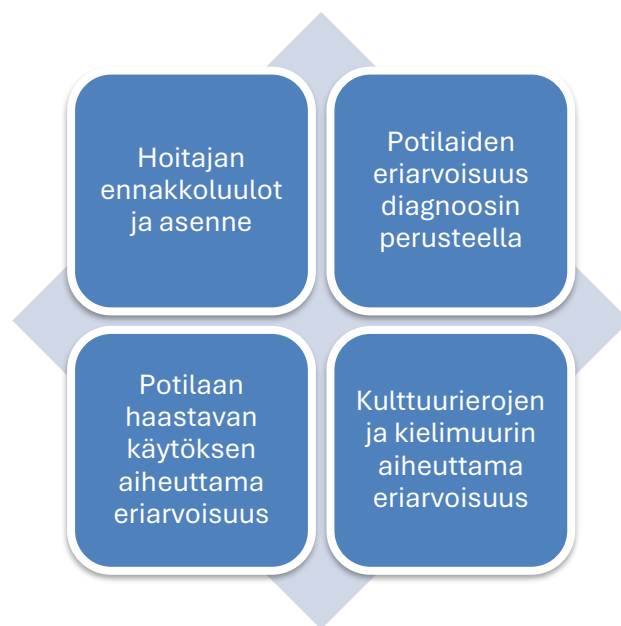 Hoitajan
ennakkoluulot
ja asenne
Potilaiden
eriarvoisuus
diagnoosin
perusteella
Potilaan
haastavan
käytöksen
aiheuttama
eriarvoisuus
Kulttuurierojen
ja kielimuurin
aiheuttama
eriarvoisuus